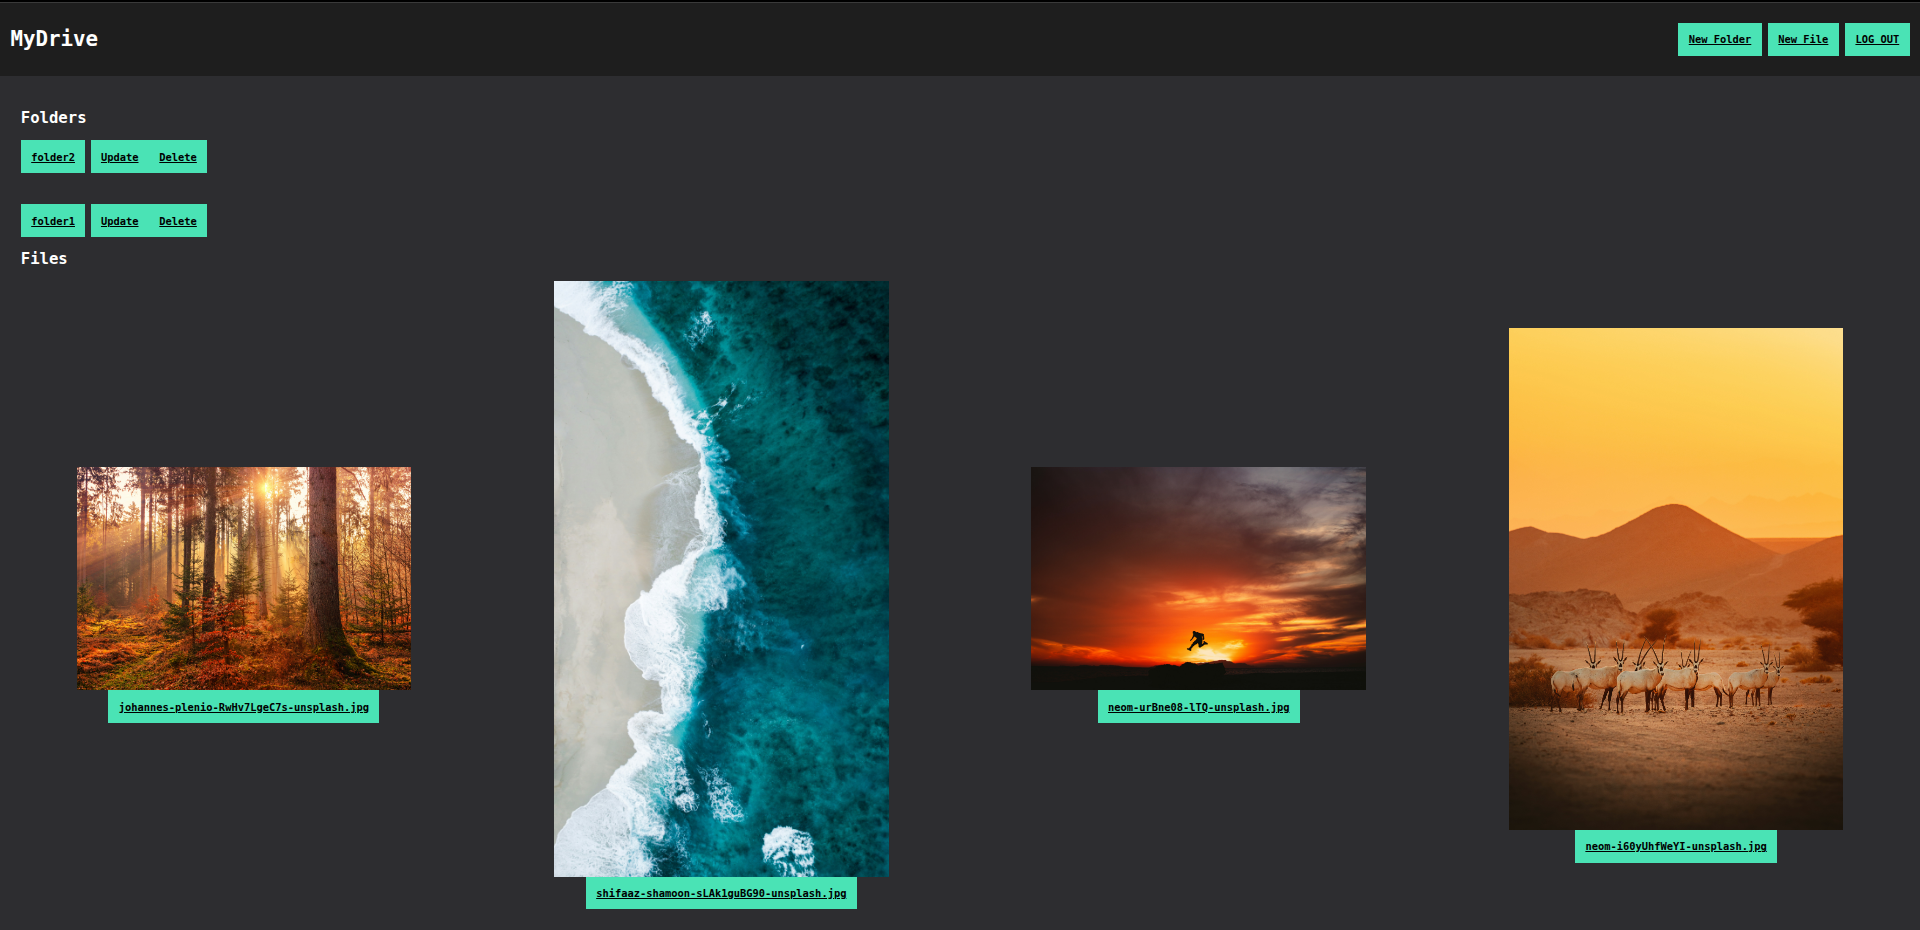 MyDrive
New Folder New File LOG OUT
Folders
folder2 Update Delete
folder1 Update Delete
Files
johannes-plenio-RwHv7LgeC7s-unsplash.jpg
shifaaz-shamoon-sLAk1guBG90-unsplash.jpg
neom-urBne08-lTQ-unsplash.jpg
neom-i60yUhfWeYI-unsplash.jpg